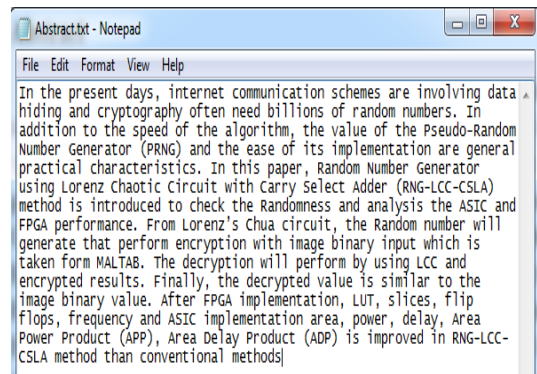 Abstract.txt - Notepad
File Edit Format View Help
In the present days, internet communication schemes are involving data
hiding and cryptography often need billions of random numbers. In
addition to the speed of the algorithm, the value of the Pseudo-Random
Number Generator (PRNG) and the ease of its implementation are general
practical characteristics. In this paper, Random Number Generator
using Lorenz Chaotic Circuit with Carry Select Adder (RNG-LCC-CSLA)
method is introduced to check the Randomness and analysis the ASIC and
FPGA performance. From Lorenz's Chua circuit, the Random number will
generate that perform encryption with image binary input which is
taken form MALTAB. The decryption will perform by using LCC and
encrypted results. Finally, the decrypted value is similar to the
image binary value. After FPGA implementation, LUT, slices, flip
flops, frequency and ASIC implementation area, power, delay, Area
Power Product (APP), Area Delay Product (ADP) is improved in RNG-LCC-
CSLA method than conventional methods